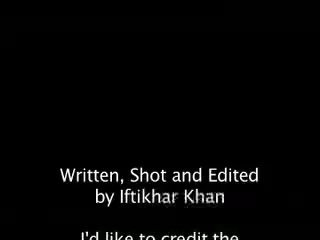 Written, Shot and Edited
by Iftikhar Khan
I'd like to credit the